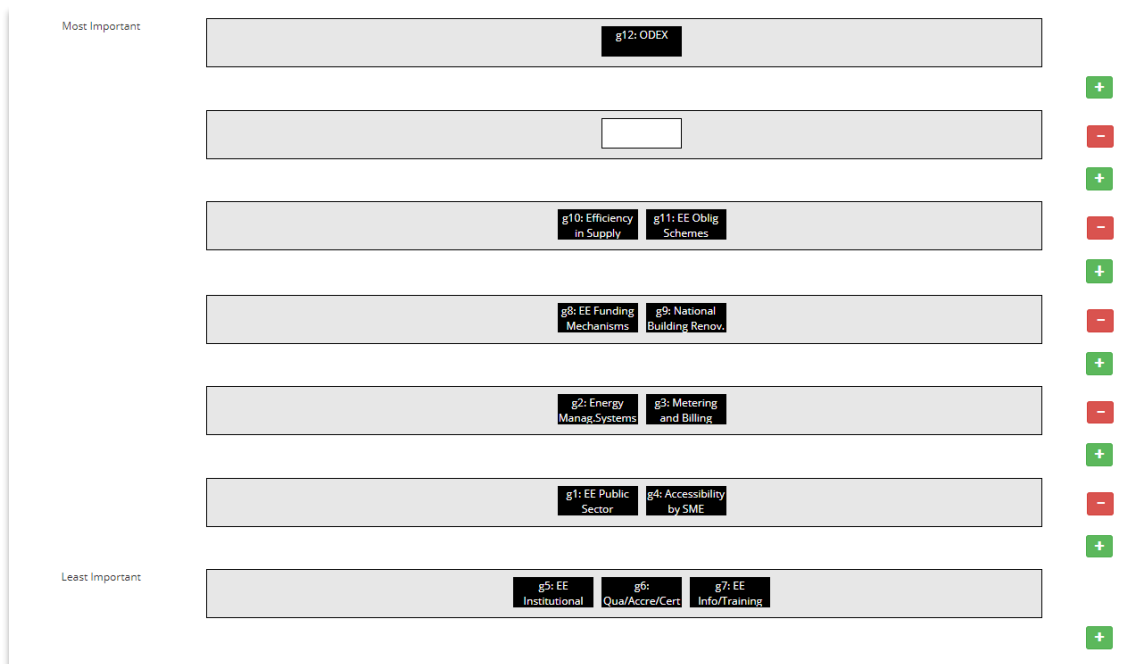 Most Important
g12: ODEX
+
−
+
g10: Efficiency
in Supply
g11: EE Oblig
Schemes
−
+
g8: EE Funding
Mechanisms
g9: National
Building Renov.
−
+
g2: Energy
Manag.Systems
g3: Metering
and Billing
−
+
g1: EE Public
Sector
g4: Accessibility
by SME
−
+
Least Important
g5: EE
Institutional
g6:
Qua/Accre/Cert
g7: EE
Info/Training
+